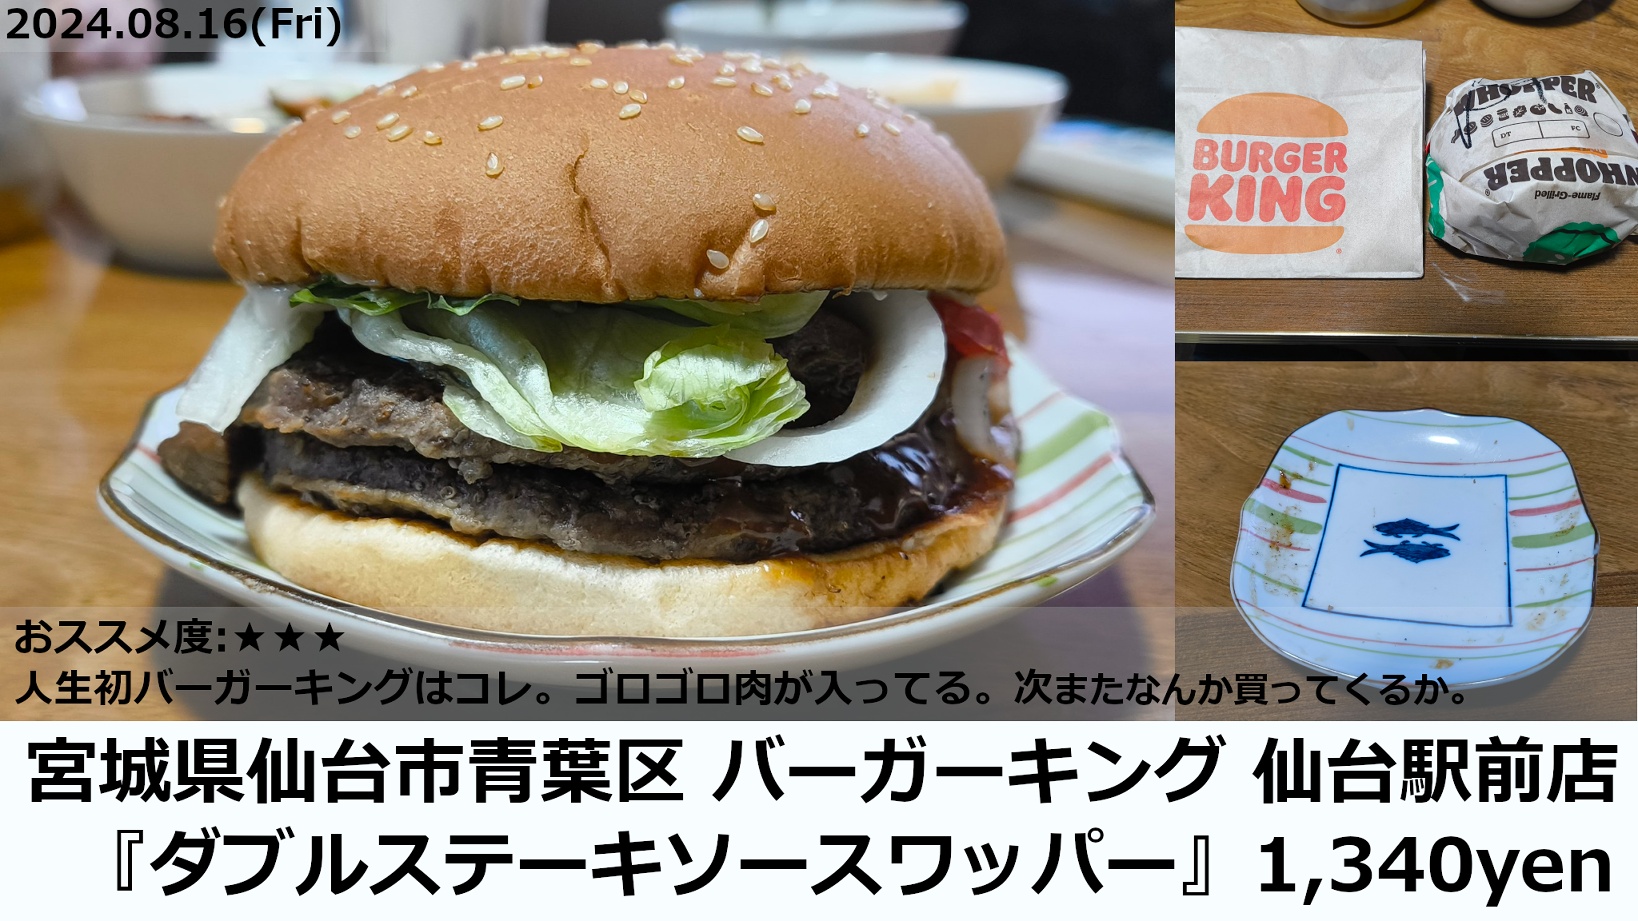 2024.08.16(Fri)
BURGER
KING
WHOPPER
DT
FC
WHOPPER
Flame-Grilled
おススメ度:★★★
人生初バーガーキングはコレ。ゴロゴロ肉が入ってる。次またなんか買ってくるか。
宮城県仙台市青葉区 バーガーキング 仙台駅前店
『ダブルステーキソースワッパー』1,340yen